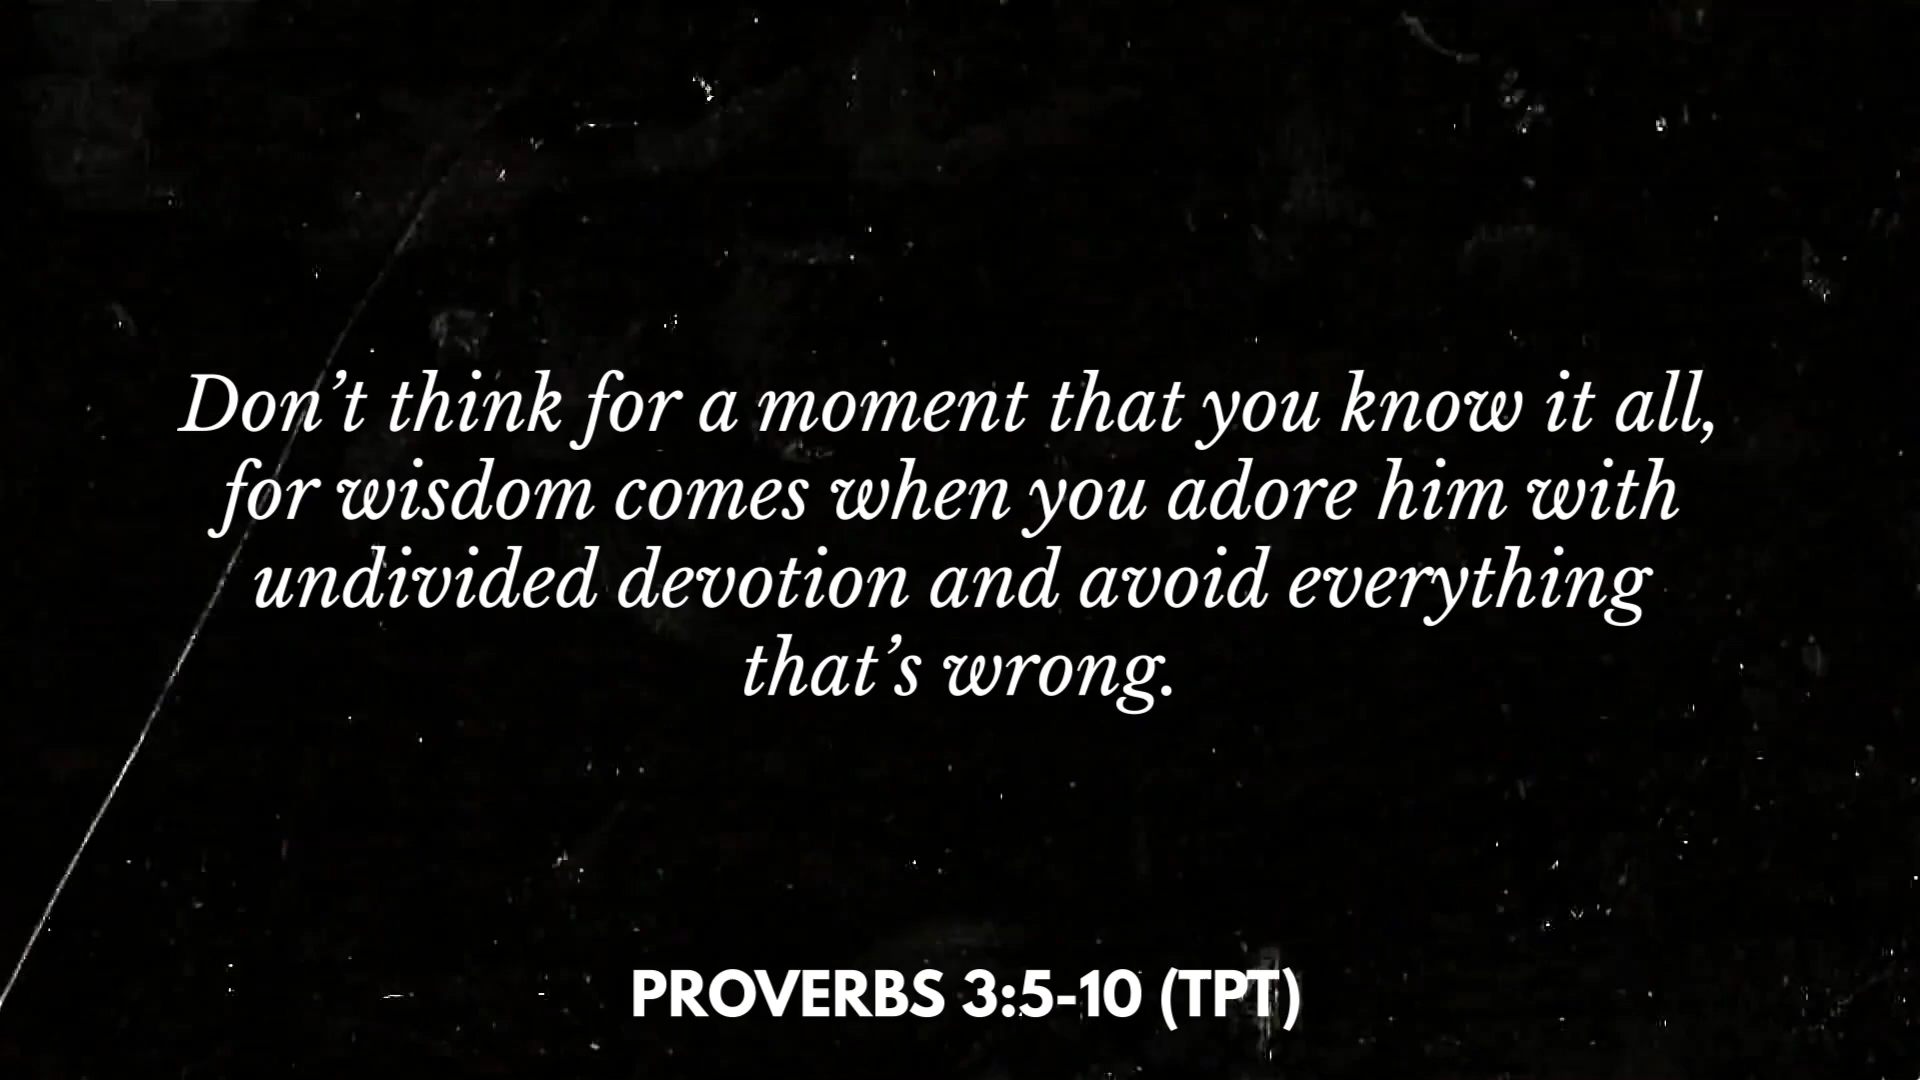 Don’t think for a moment that you know it all,
for wisdom comes when you adore him with
undivided devotion and avoid everything
that’s wrong.
PROVERBS 3:5-10 (TPT)